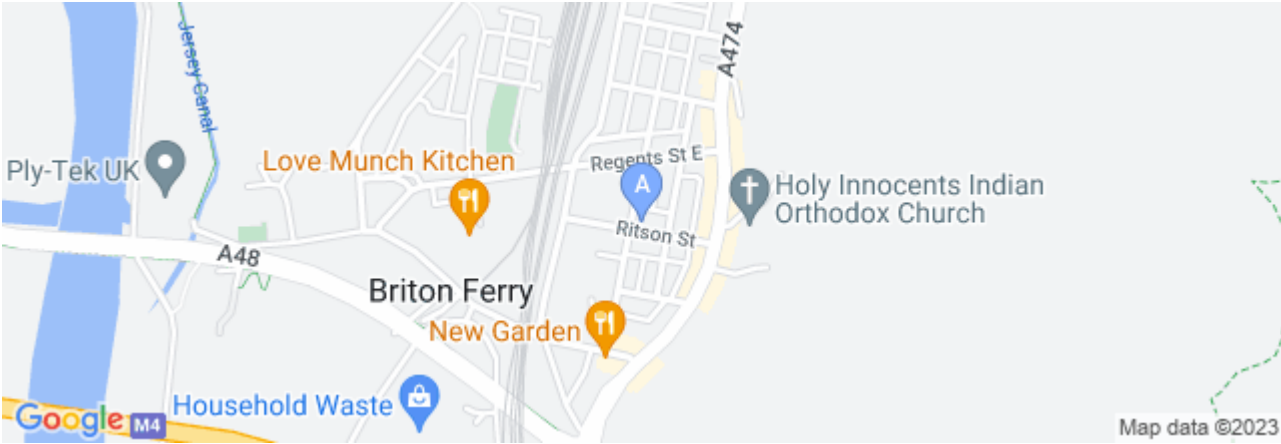 Jersey Canal
A474
Ply-Tek UK
Love Munch Kitchen
Regents St E
A
Holy Innocents Indian
Orthodox Church
Ritson St
A48
Briton Ferry
New Garden
Household Waste
Google
M4
Map data ©2023